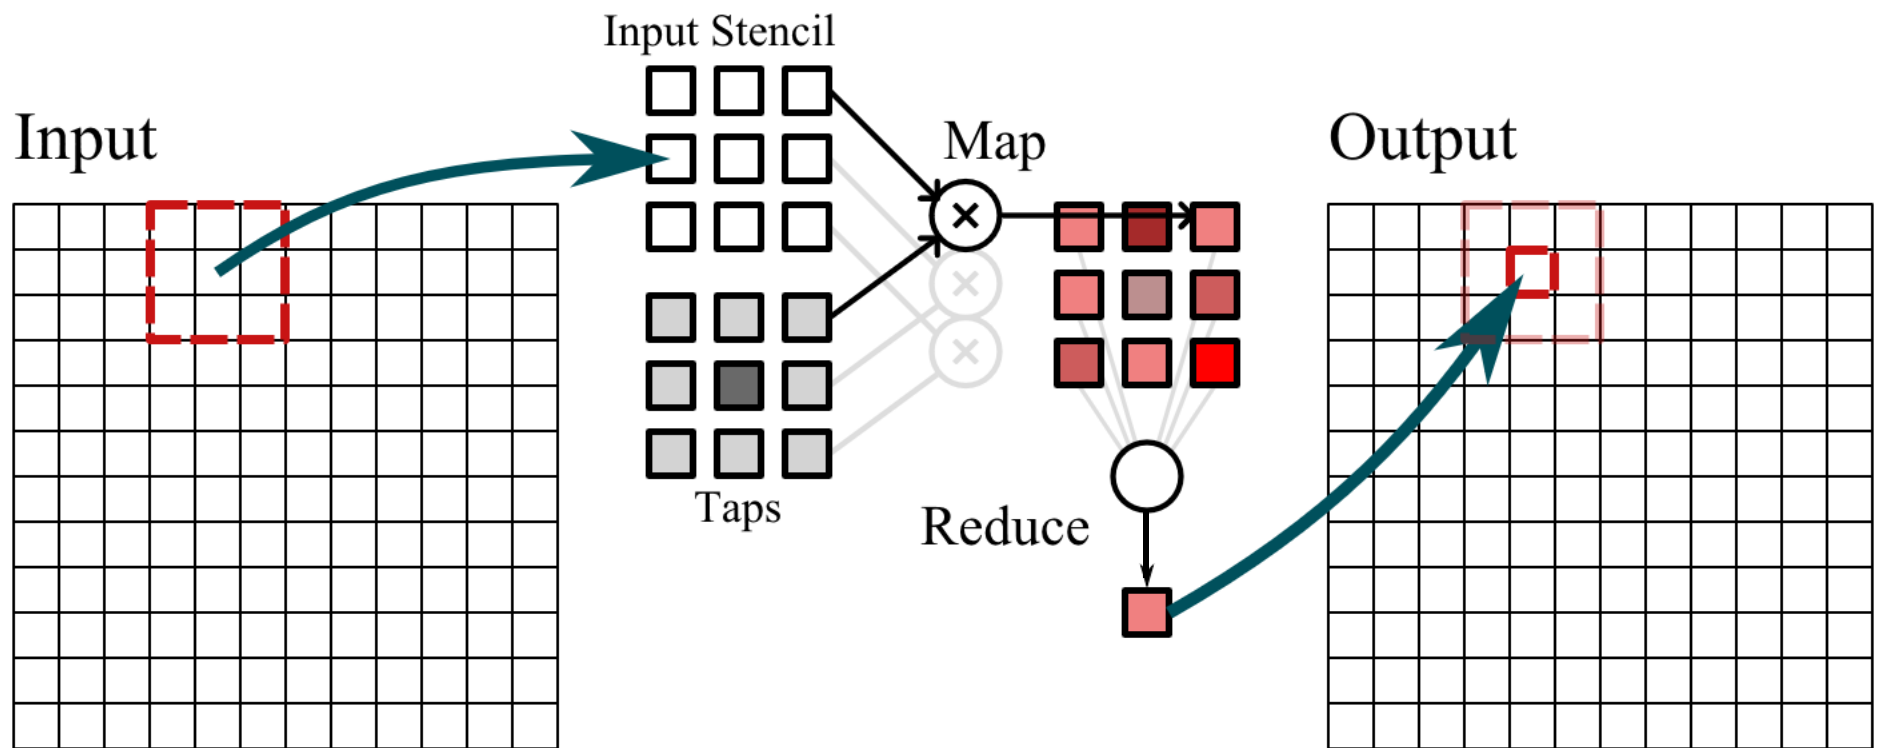 Input Stencil
Input
Map
Output
×
×
×
Taps
Reduce